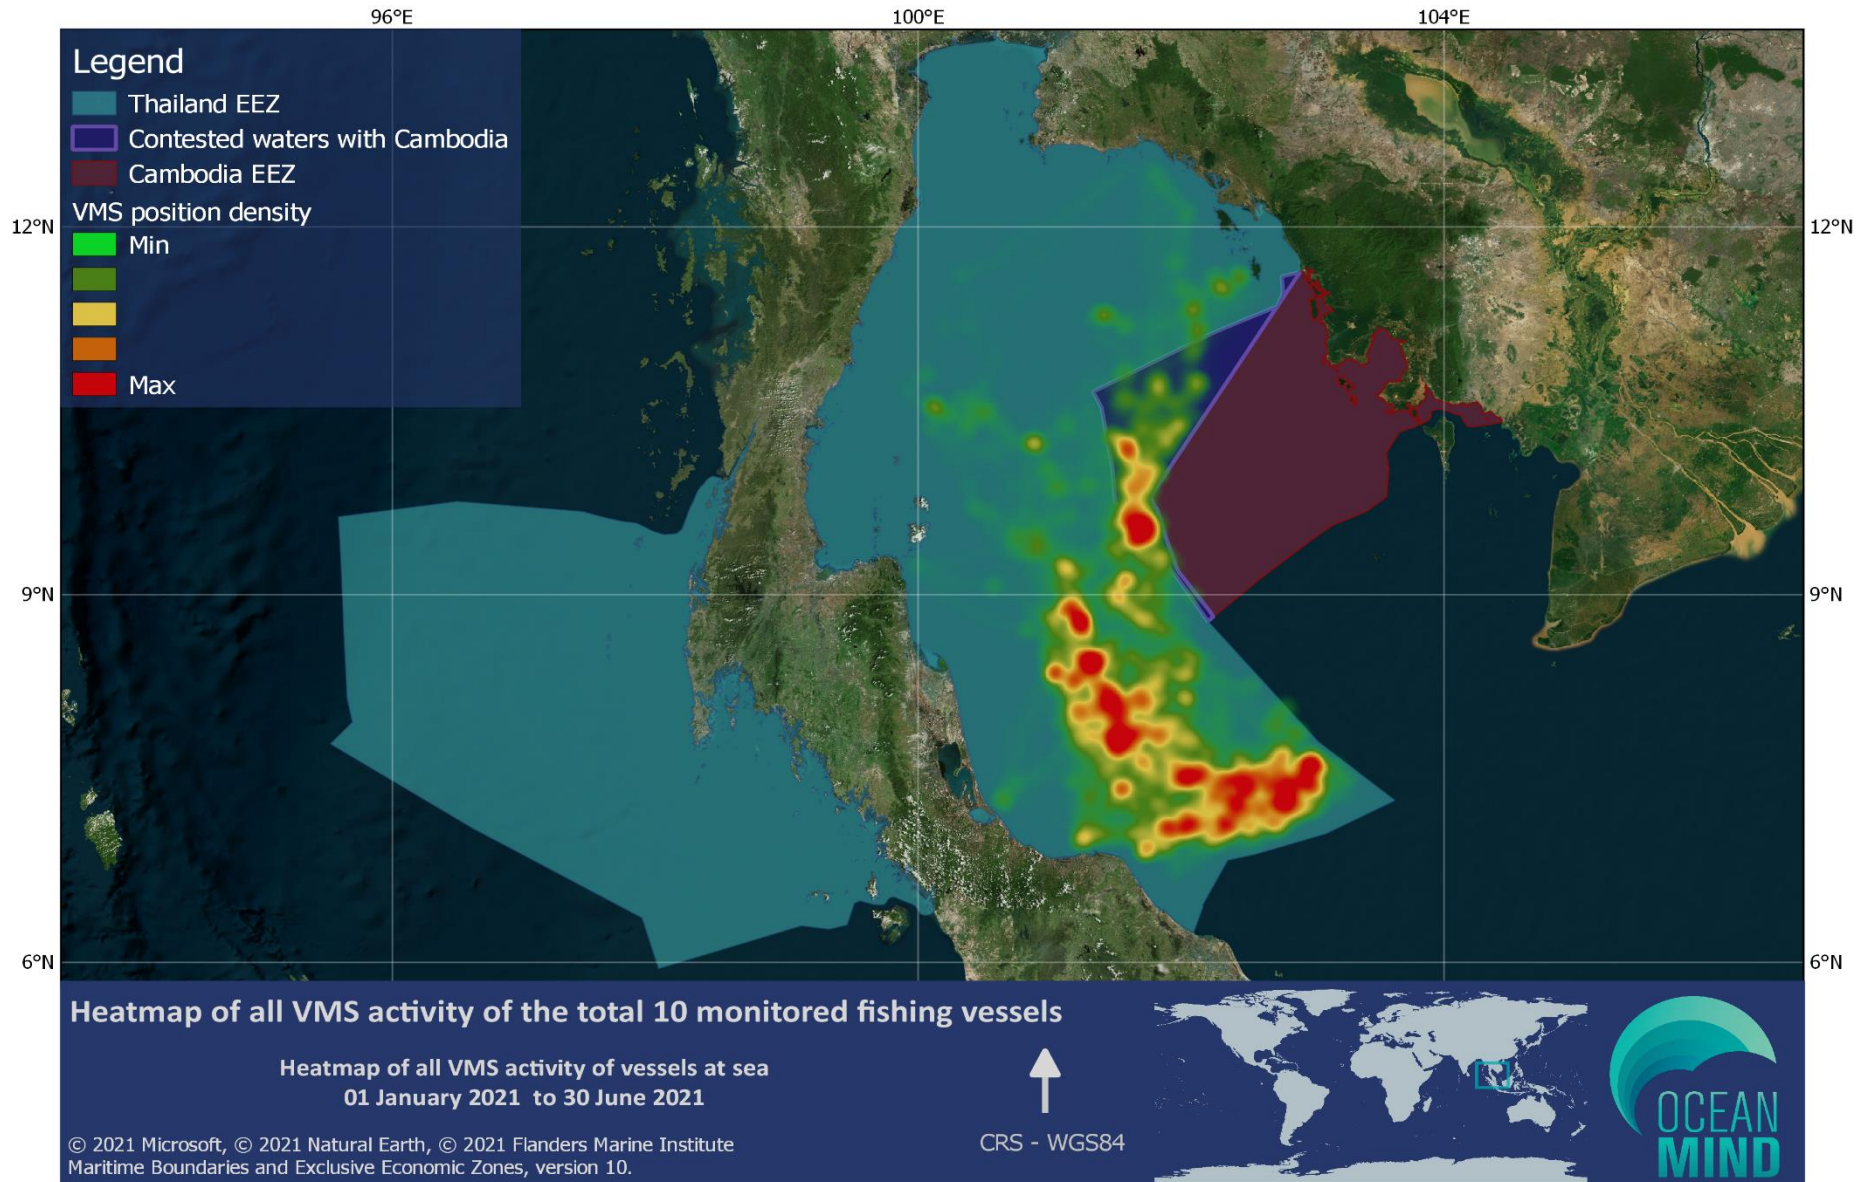 96°E 100°E 104°E
Legend
Thailand EEZ
Contested waters with Cambodia
Cambodia EEZ
VMS position density
12°N 12°N
Min
Max
9°N 9°N
6°N 6°N
Heatmap of all VMS activity of the total 10 monitored fishing vessels
Heatmap of all VMS activity of vessels at sea
01 January 2021 to 30 June 2021
© 2021 Microsoft, © 2021 Natural Earth, © 2021 Flanders Marine Institute
Maritime Boundaries and Exclusive Economic Zones, version 10.
CRS - WGS84
OCEAN
MIND